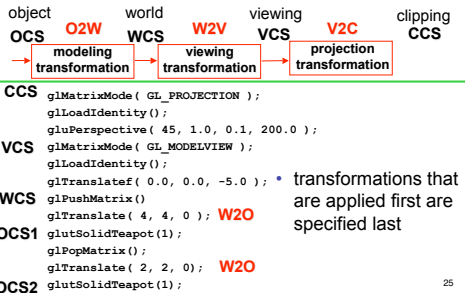 object world viewing clipping
OCS O2W WCS W2V VCS V2C CCS
modeling transformation viewing transformation projection transformation
CCS glMatrixMode( GL_PROJECTION );
glLoadIdentity();
gluPerspective( 45, 1.0, 0.1, 200.0 );
VCS glMatrixMode( GL_MODELVIEW );
glLoadIdentity();
glTranslatef( 0.0, 0.0, -5.0 );
WCS glPushMatrix()
glTranslate( 4, 4, 0 ); W2O
OCS1 glutSolidTeapot(1);
glPopMatrix();
glTranslate( 2, 2, 0); W2O
OCS2 glutSolidTeapot(1);
• transformations that
are applied first are
specified last
25